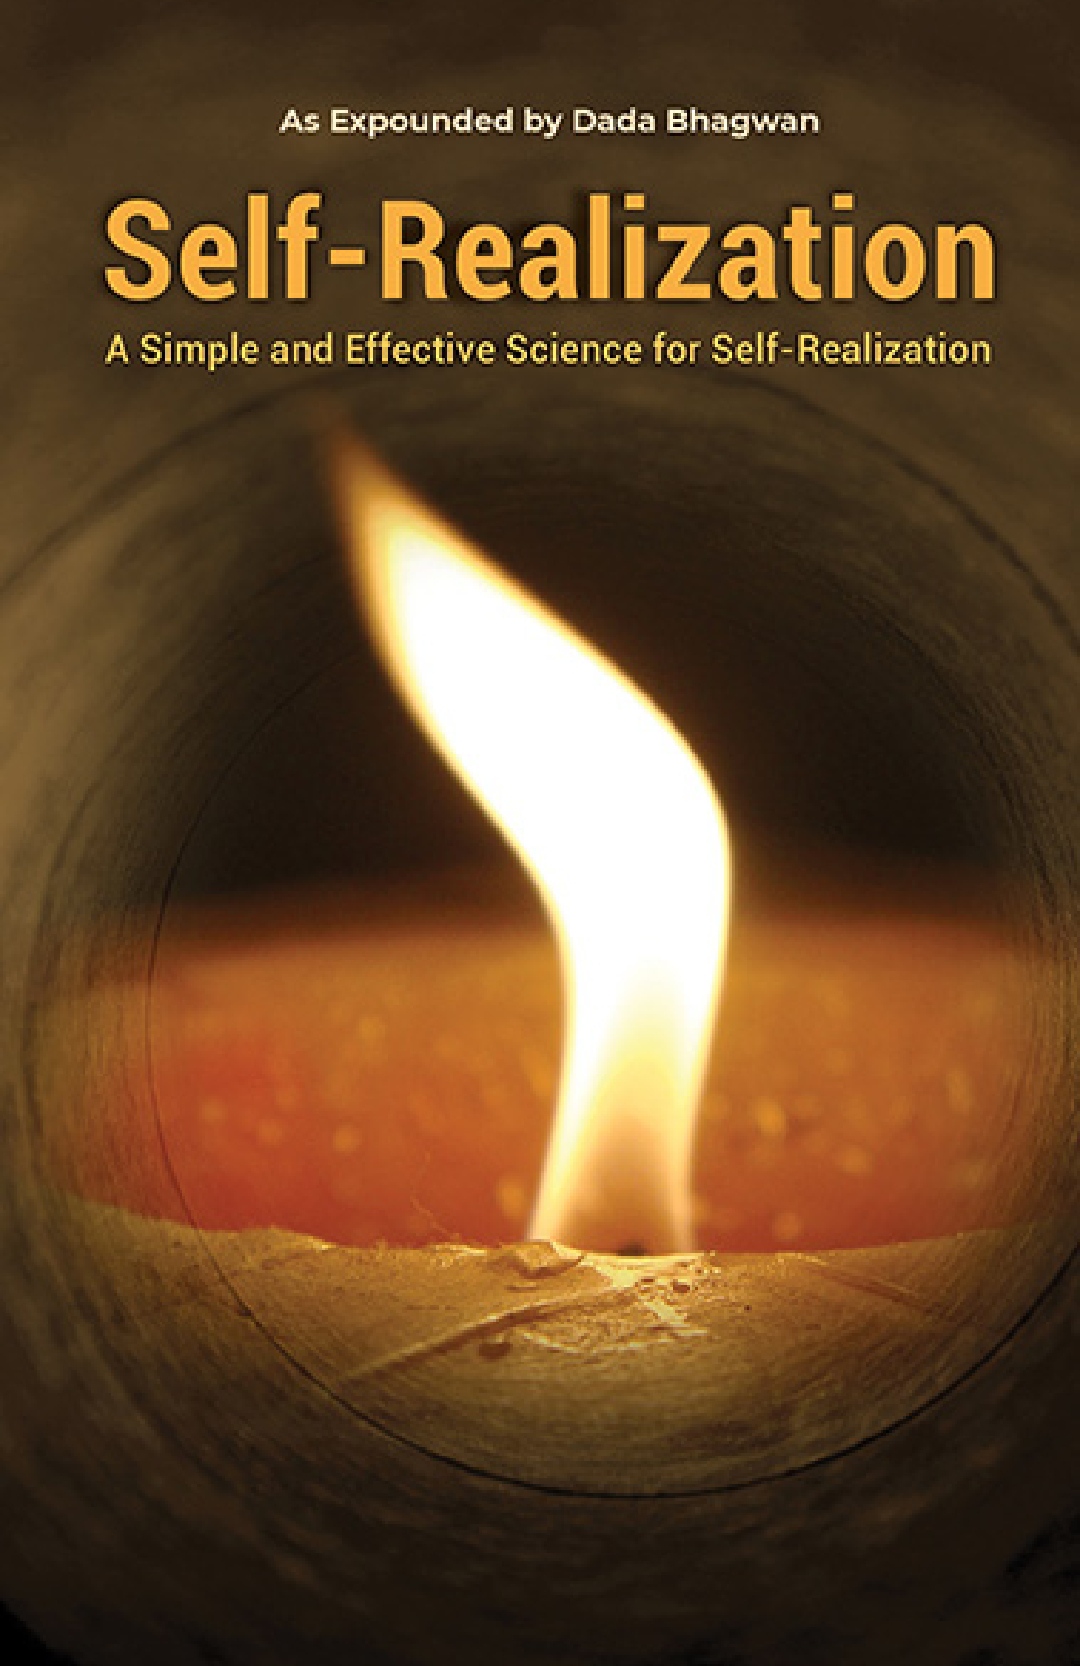 As Expounded by Dada Bhagwan
Self-Realization
A Simple and Effective Science for Self-Realization